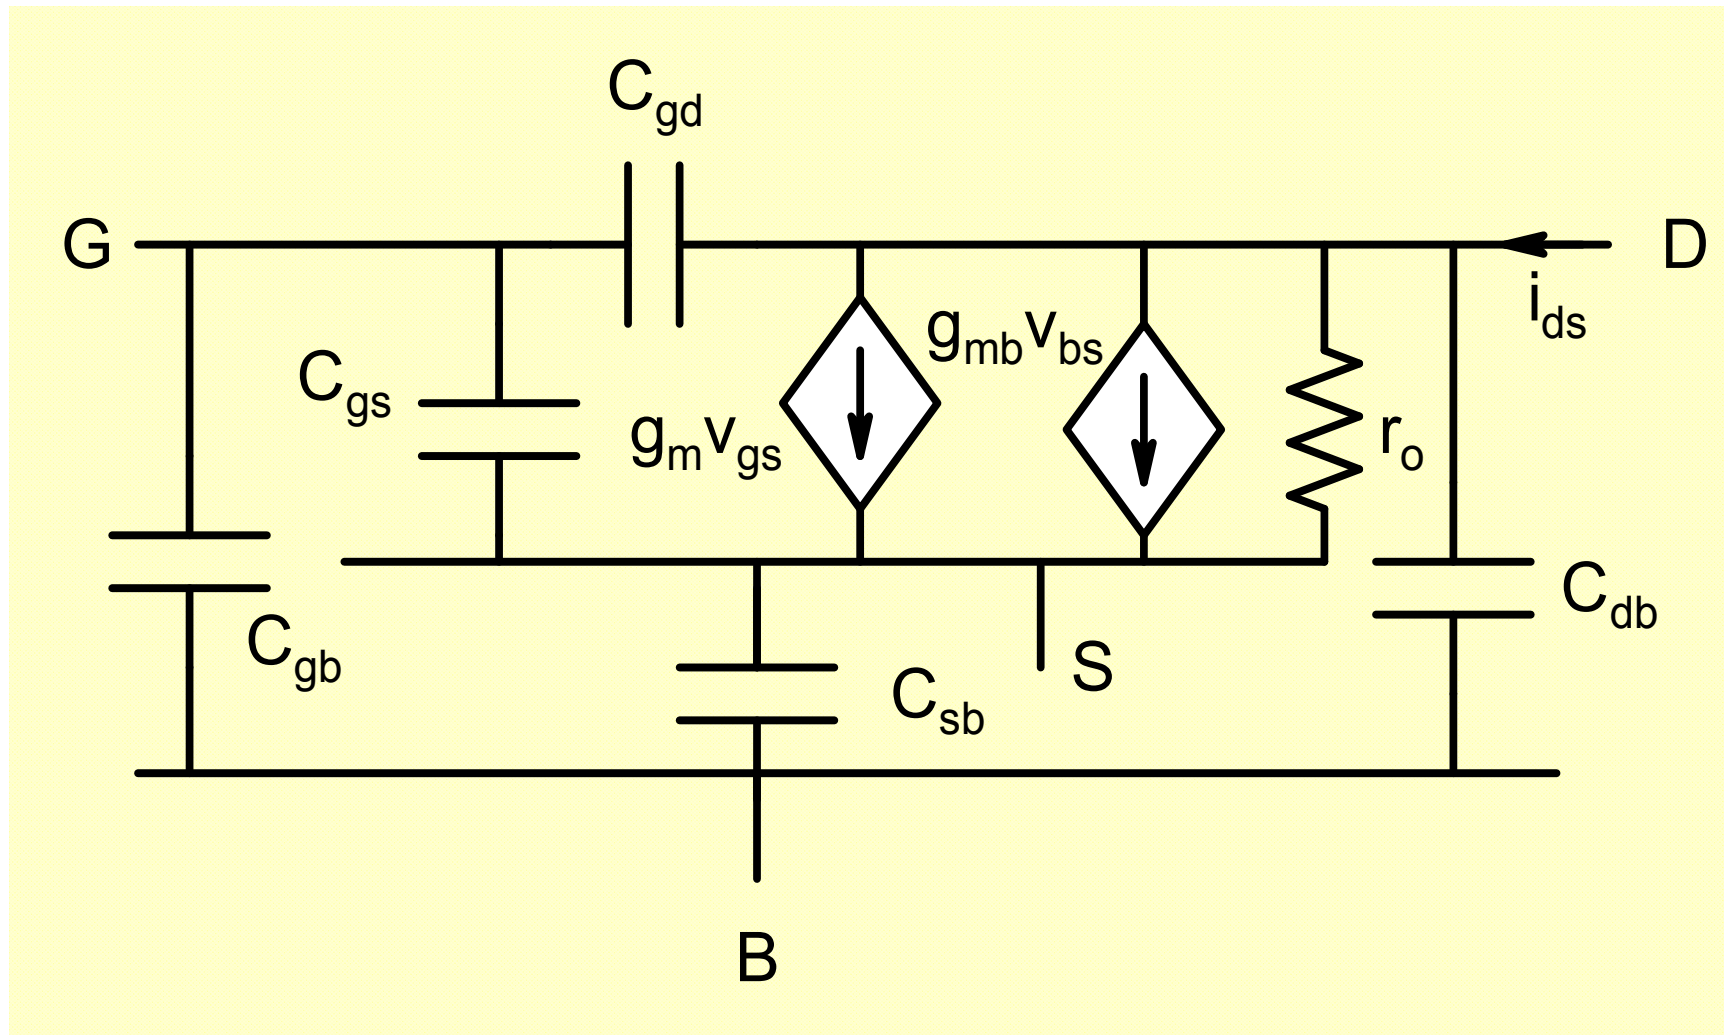 C_gd
G
D
i_ds
g_mb v_bs
C_gs
g_m v_gs
r_o
C_db
C_gb
S
C_sb
B